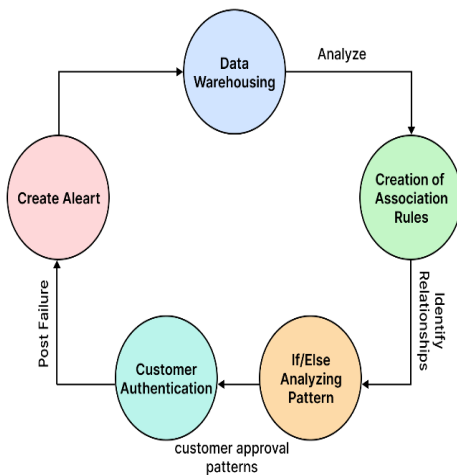 Data
Warehousing
Analyze
Creation of
Association
Rules
Identify
Relationships
If/Else
Analyzing
Pattern
customer approval
patterns
Customer
Authentication
Post Failure
Create Aleart